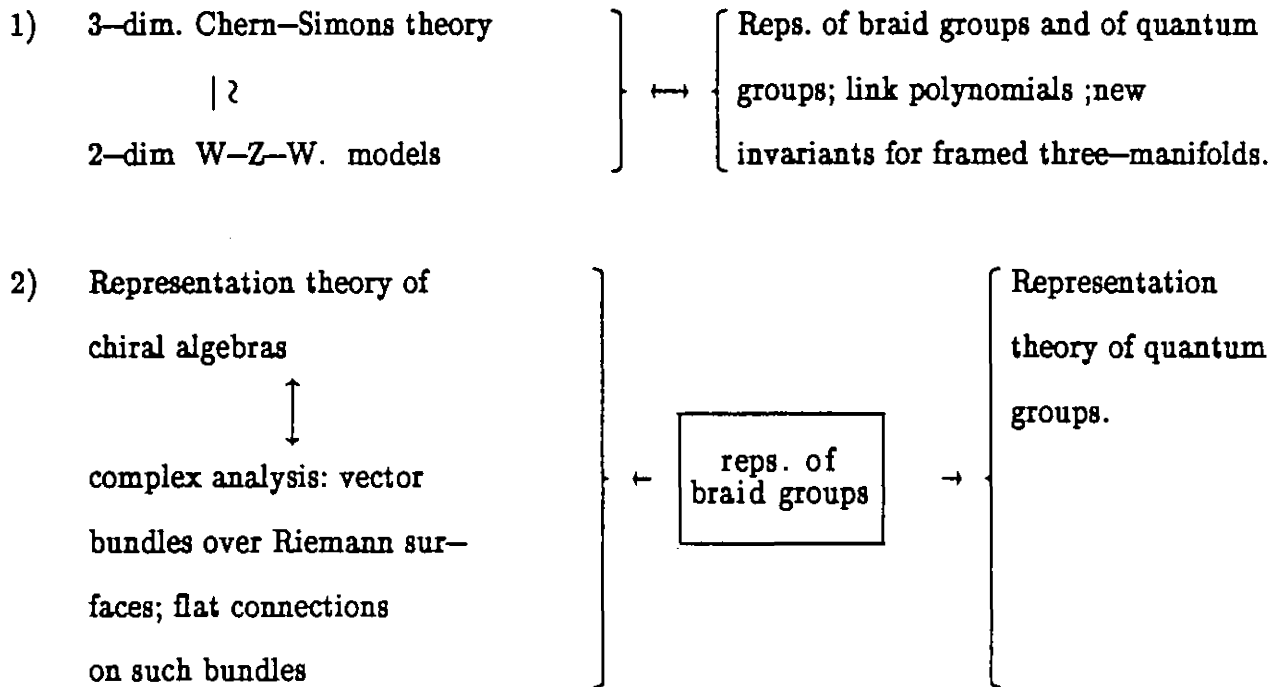 1) 3–dim. Chern–Simons theory
| ≀
2–dim W–Z–W. models
↔
Reps. of braid groups and of quantum
groups; link polynomials ;new
invariants for framed three–manifolds.
2) Representation theory of
chiral algebras
↕
complex analysis: vector
bundles over Riemann sur–
faces; flat connections
on such bundles
←
reps. of
braid groups
→
Representation
theory of quantum
groups.